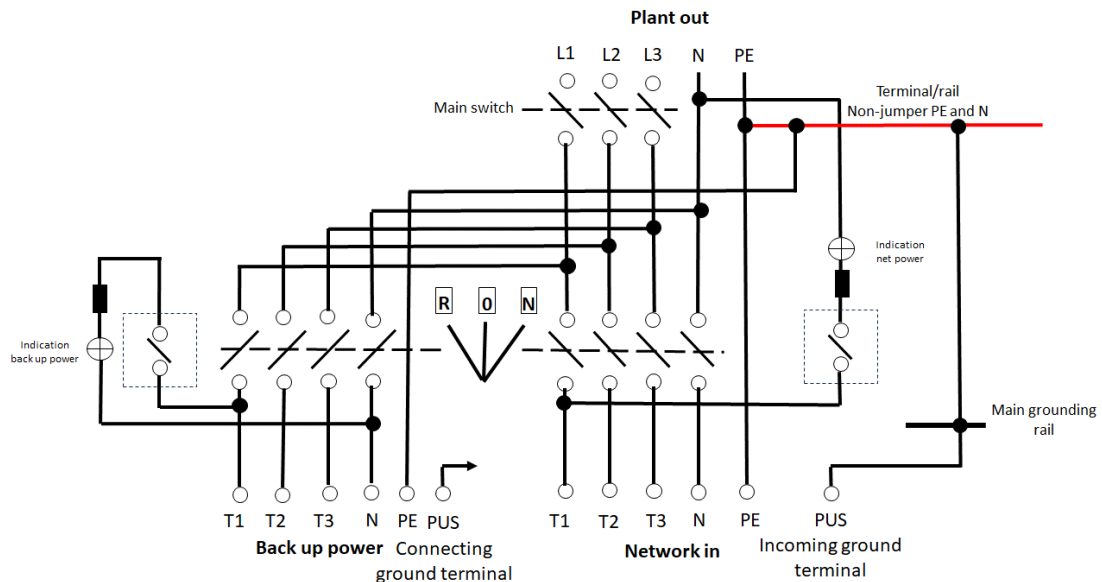 Plant out
L1 L2 L3 N PE
Main switch
Terminal/rail
Non-jumper PE and N
Indication
net power
R 0 N
Indication
back up power
Main grounding
rail
T1 T2 T3 N PE PUS
T1 T2 T3 N PE PUS
Back up power
Connecting
ground terminal
Network in
Incoming ground
terminal